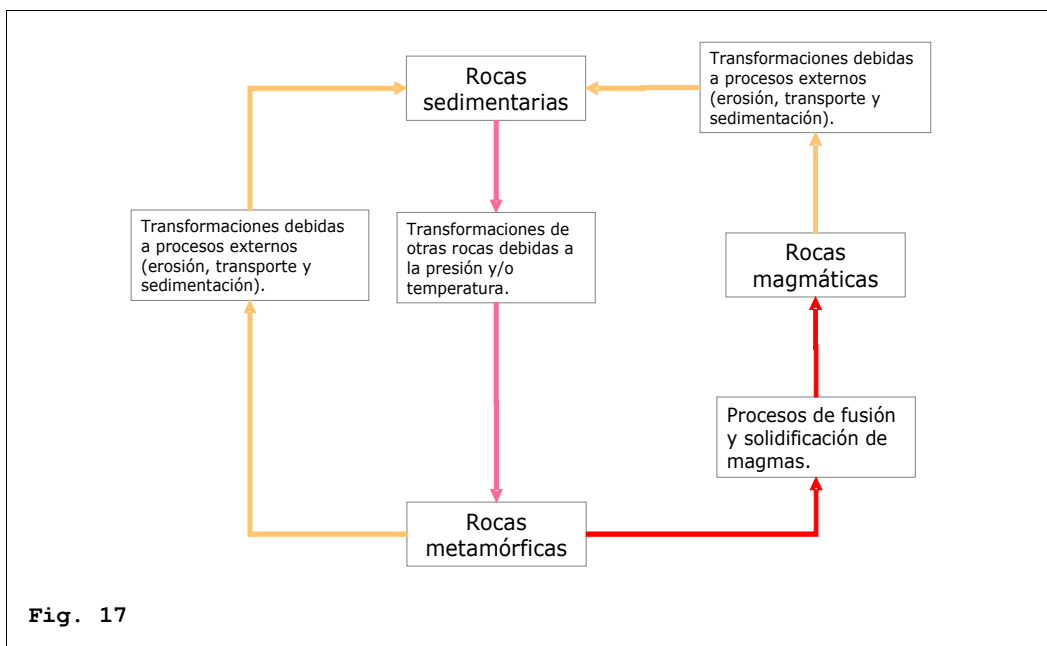 Rocas
sedimentarias
Transformaciones debidas
a procesos externos
(erosión, transporte y
sedimentación).
Transformaciones debidas
a procesos externos
(erosión, transporte y
sedimentación).
Transformaciones de
otras rocas debidas a
la presión y/o
temperatura.
Rocas
magmáticas
Procesos de fusión
y solidificación de
magmas.
Rocas
metamórficas
Fig. 17